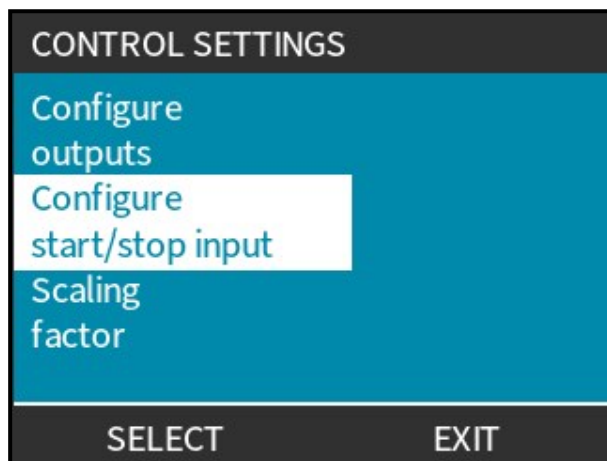 CONTROL SETTINGS
Configure
outputs
Configure
start/stop input
Scaling
factor
SELECT EXIT